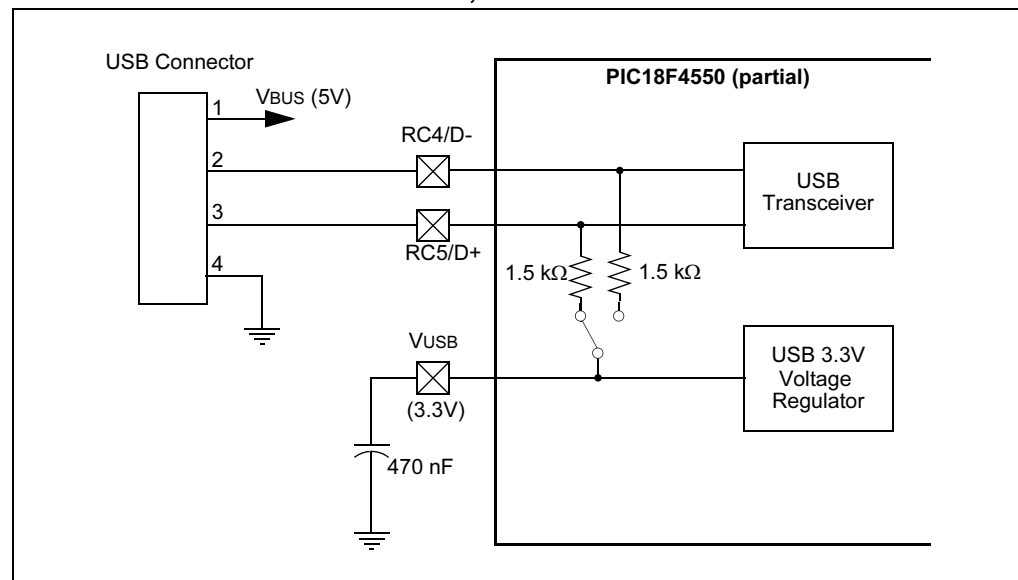 USB Connector
PIC18F4550 (partial)
1
VBUS (5V)
RC4/D-
2
USB
Transceiver
3
RC5/D+
4
1.5 kΩ
1.5 kΩ
VUSB
(3.3V)
USB 3.3V
Voltage
Regulator
470 nF